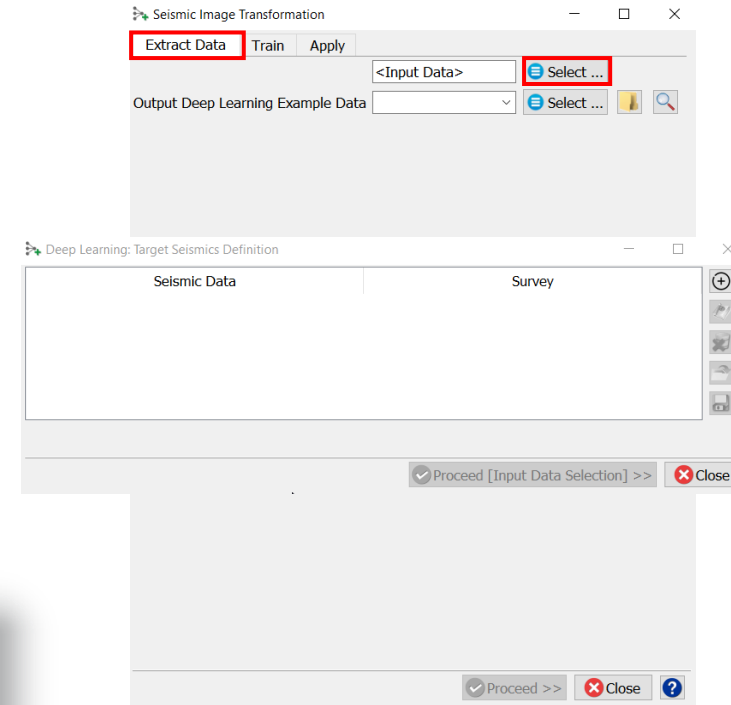 Seismic Image Transformation
Extract Data Train Apply
<Input Data> Select ...
Output Deep Learning Example Data Select ...
Deep Learning: Target Seismics Definition
Seismic Data Survey
Proceed [Input Data Selection] >> Close
Proceed >> Close ?